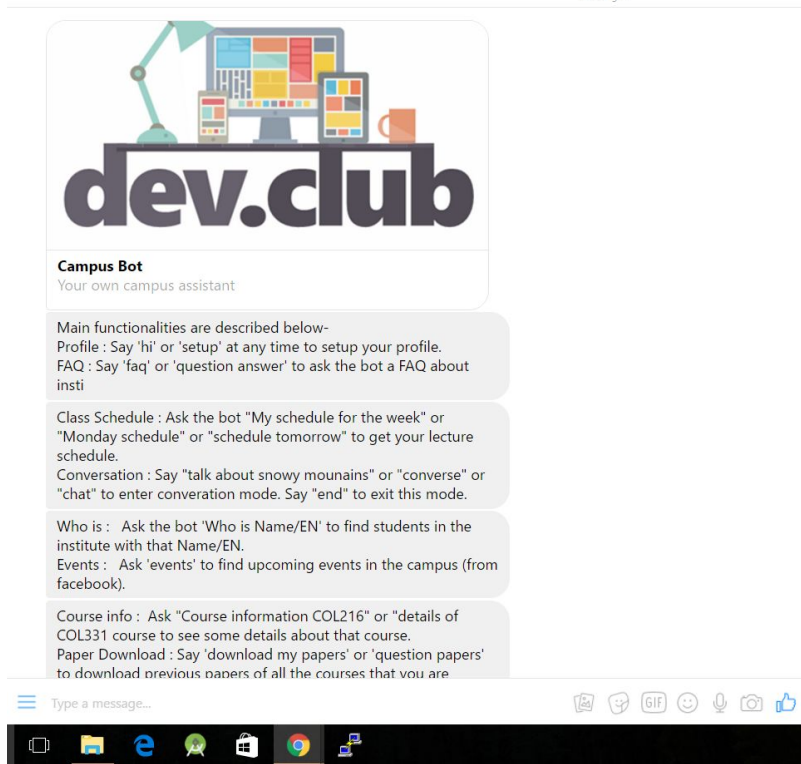 dev.club
Campus Bot
Your own campus assistant
Main functionalities are described below-
Profile : Say 'hi' or 'setup' at any time to setup your profile.
FAQ : Say 'faq' or 'question answer' to ask the bot a FAQ about
insti
Class Schedule : Ask the bot "My schedule for the week" or
"Monday schedule" or "schedule tomorrow" to get your lecture
schedule.
Conversation : Say "talk about snowy mounains" or "converse" or
"chat" to enter converation mode. Say "end" to exit this mode.
Who is :   Ask the bot 'Who is Name/EN' to find students in the
institute with that Name/EN.
Events :   Ask 'events' to find upcoming events in the campus (from
facebook).
Course info :  Ask "Course information COL216" or "details of
COL331 course to see some details about that course.
Paper Download : Say 'download my papers' or 'question papers'
to download previous papers of all the courses that you are
Type a message...
GIF